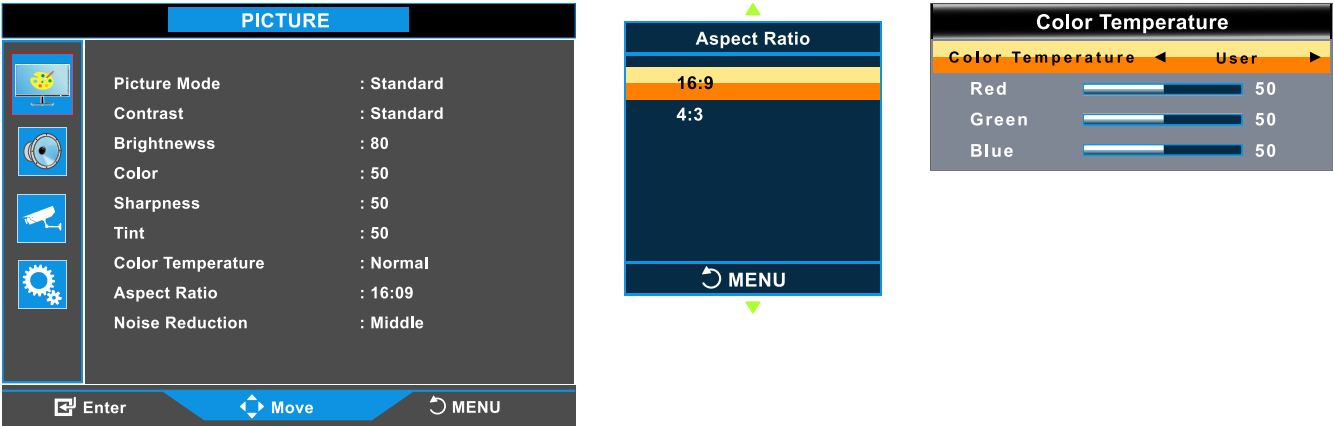 PICTURE
Picture Mode : Standard
Contrast : Standard
Brightnewss : 80
Color : 50
Sharpness : 50
Tint : 50
Color Temperature : Normal
Aspect Ratio : 16:09
Noise Reduction : Middle
Enter Move MENU
Aspect Ratio
16:9
4:3
MENU
Color Temperature
Color Temperature User
Red 50
Green 50
Blue 50